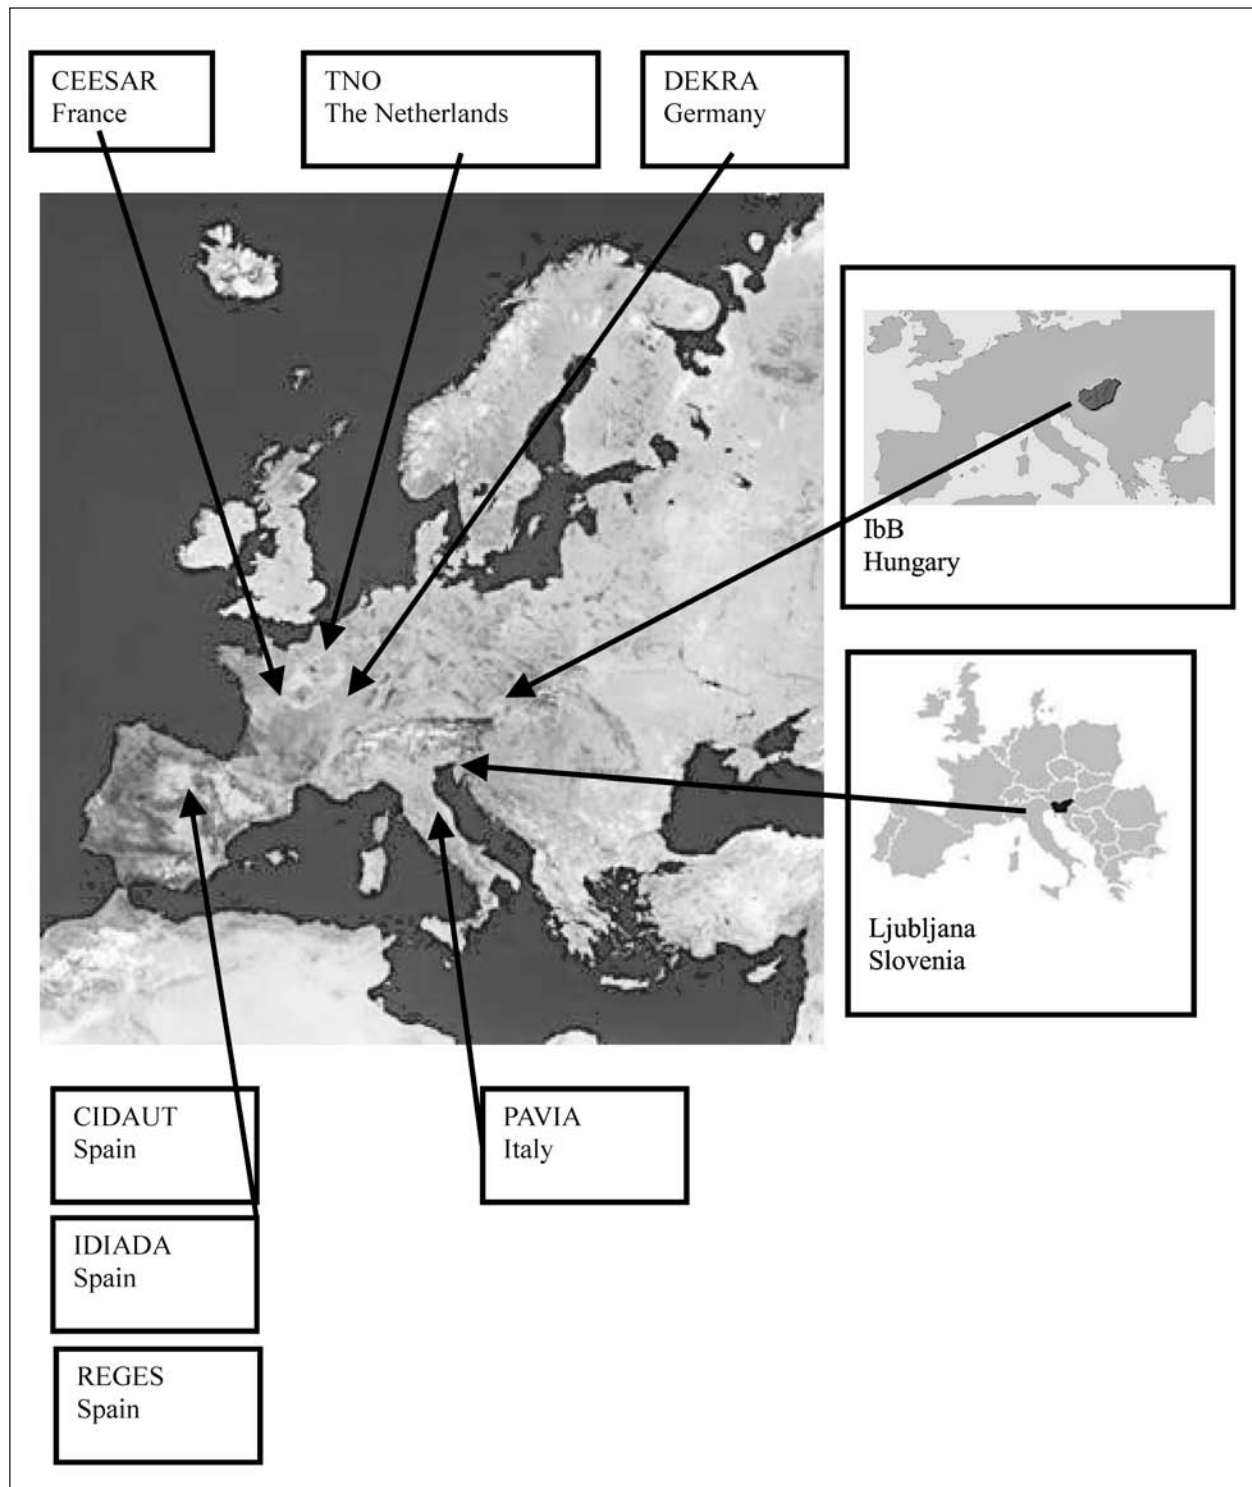 CEESAR
France
TNO
The Netherlands
DEKRA
Germany
IbB
Hungary
Ljubljana
Slovenia
CIDAUT
Spain
PAVIA
Italy
IDIADA
Spain
REGES
Spain